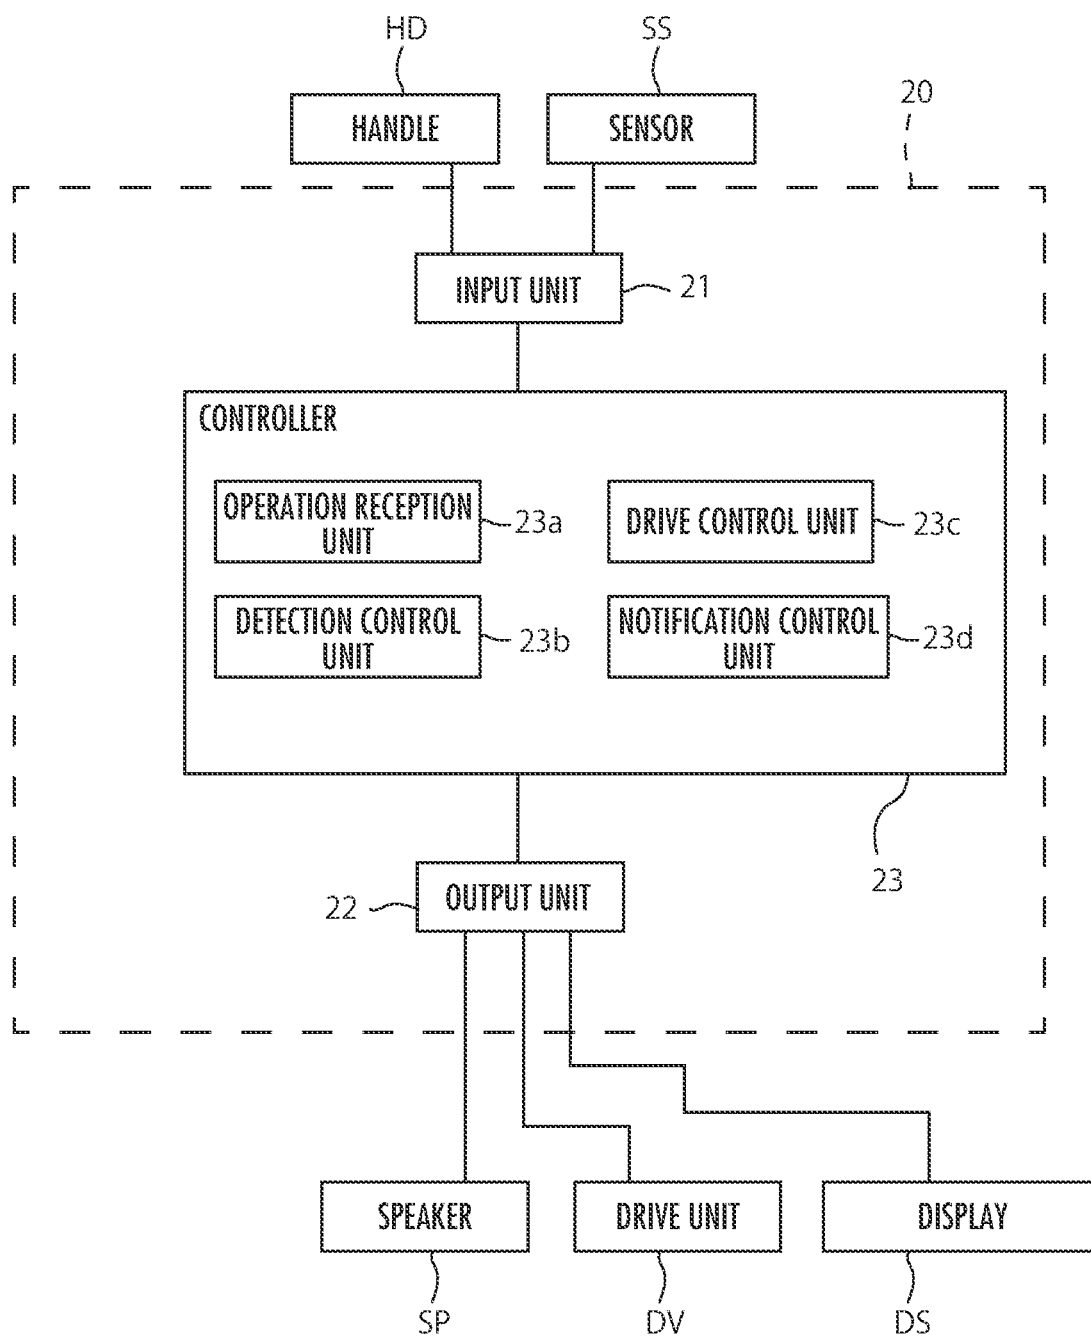 HD
SS
HANDLE
SENSOR
20
INPUT UNIT
21
CONTROLLER
OPERATION RECEPTION
UNIT
23a
DRIVE CONTROL UNIT
23c
DETECTION CONTROL
UNIT
23b
NOTIFICATION CONTROL
UNIT
23d
23
22
OUTPUT UNIT
SPEAKER
DRIVE UNIT
DISPLAY
SP
DV
DS